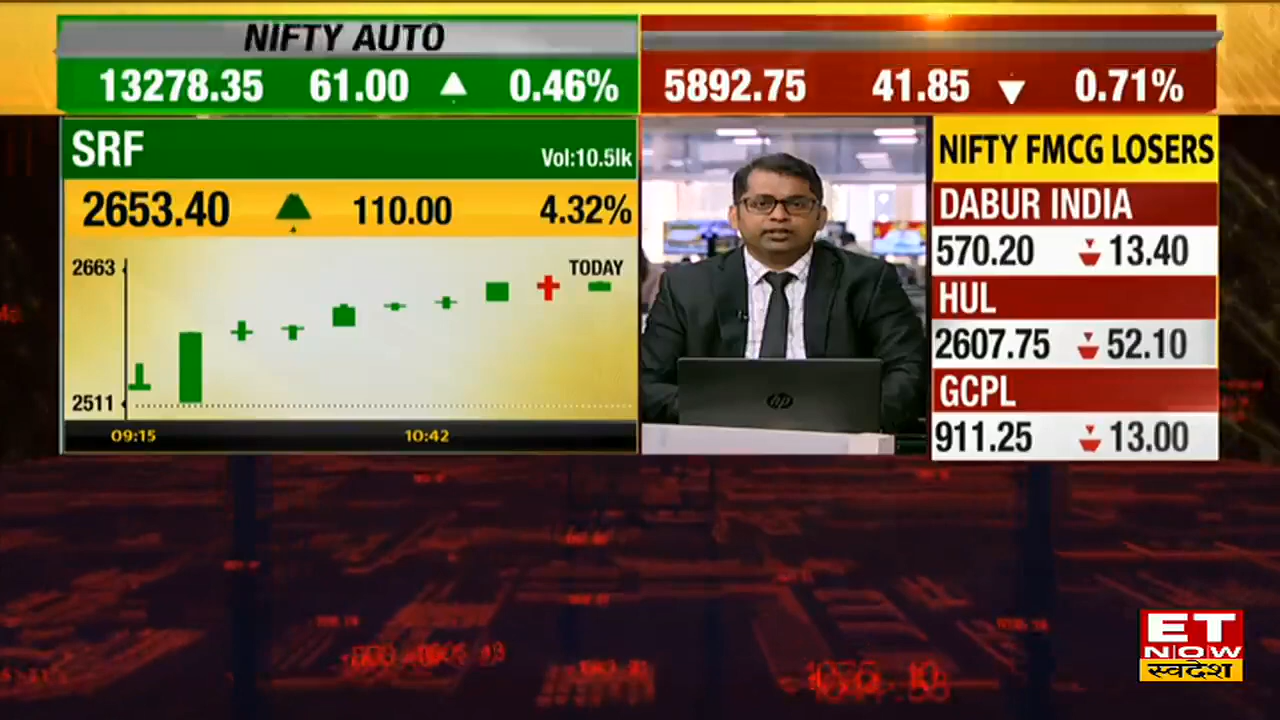 NIFTY AUTO
13278.35 61.00 0.46%
5892.75 41.85 0.71%
SRF
Vol:10.5lk
2653.40 110.00 4.32%
2663
TODAY
2511
09:15 10:42
hp
NIFTY FMCG LOSERS
DABUR INDIA
570.20 13.40
HUL
2607.75 52.10
GCPL
911.25 13.00
ET
NOW
स्वदेश